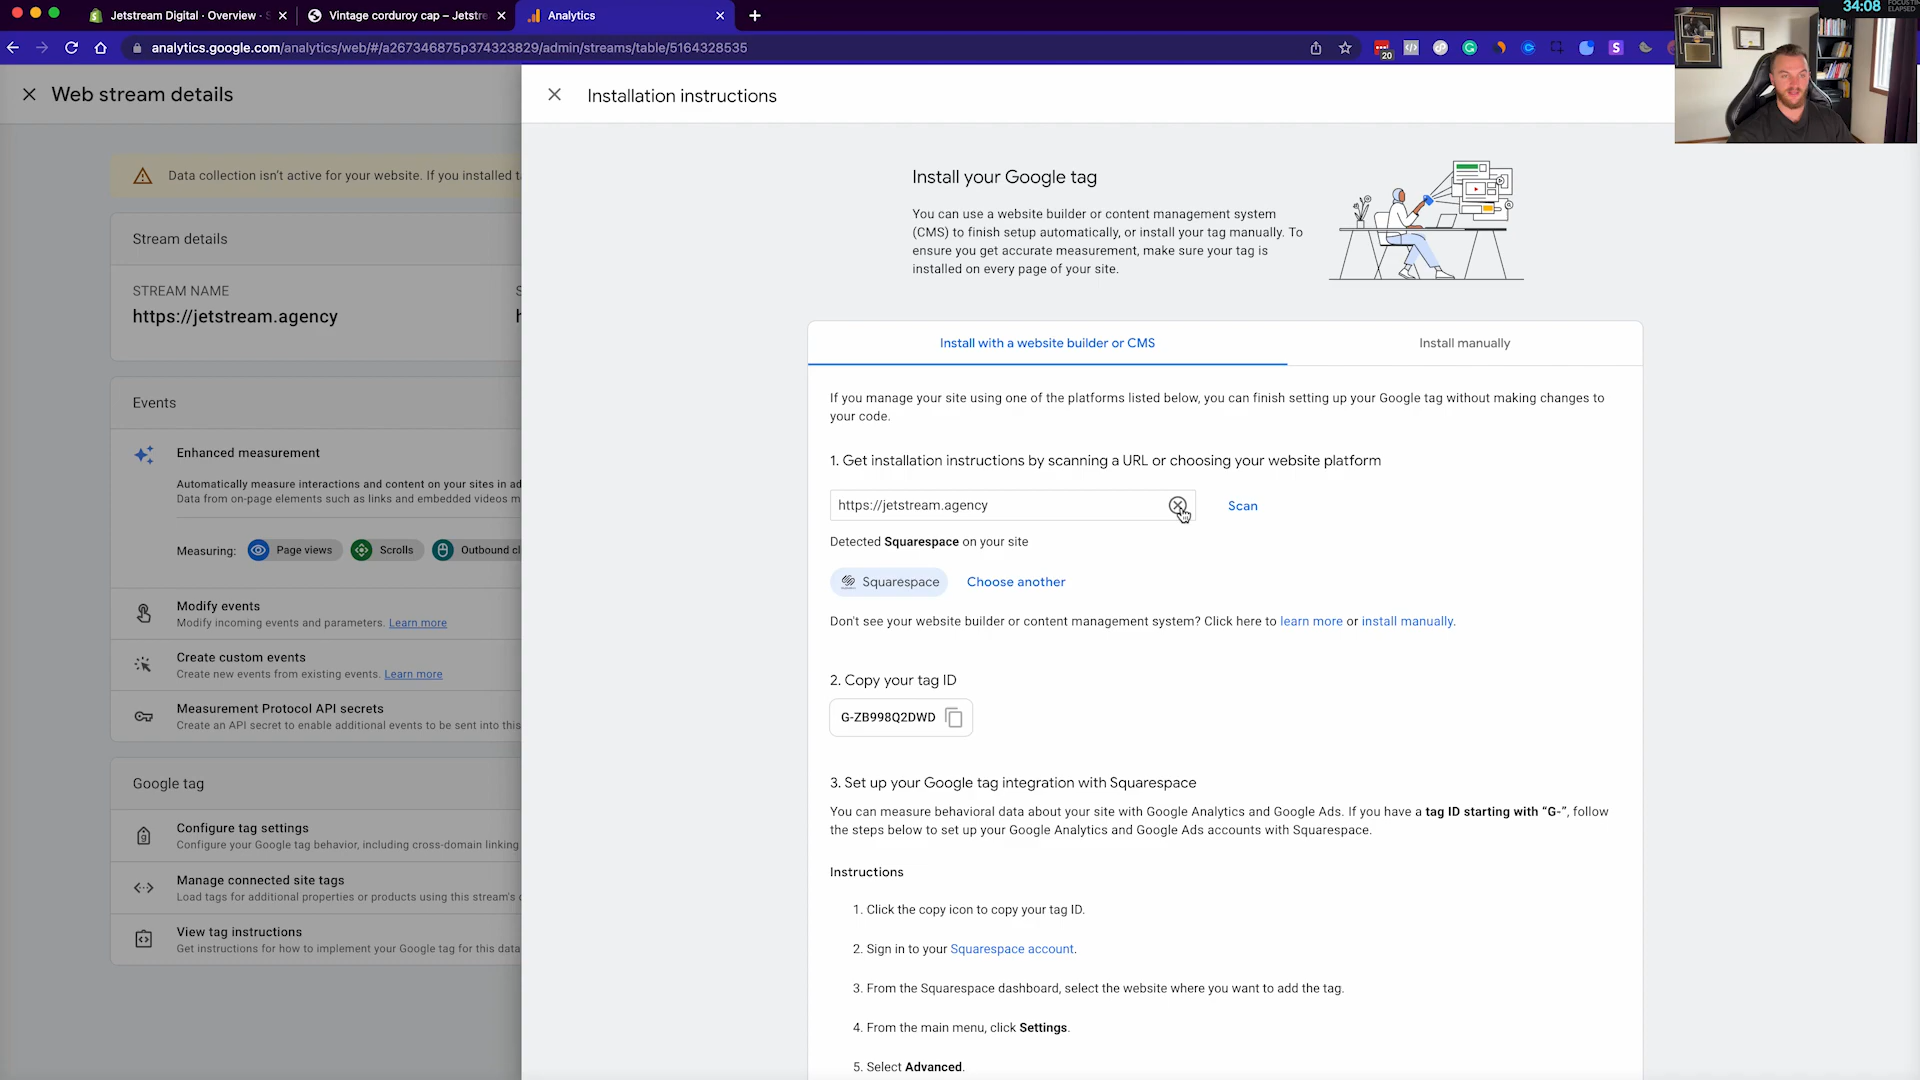 Jetstream Digital · Overview ·
Vintage corduroy cap – Jetstre
Analytics
34:08
FOCUS TIM
ELAPSED
analytics.google.com/analytics/web/#/a267346875p374323829/admin/streams/table/5164328535
20
Web stream details
Installation instructions
Data collection isn't active for your website. If you installed t
Stream details
STREAM NAME
https://jetstream.agency
Events
Enhanced measurement
Automatically measure interactions and content on your sites in ad
Data from on-page elements such as links and embedded videos m
Measuring: Page views Scrolls Outbound cl
Modify events
Modify incoming events and parameters. Learn more
Create custom events
Create new events from existing events. Learn more
Measurement Protocol API secrets
Create an API secret to enable additional events to be sent into this
Google tag
Configure tag settings
Configure your Google tag behavior, including cross-domain linking
Manage connected site tags
Load tags for additional properties or products using this stream's
View tag instructions
Get instructions for how to implement your Google tag for this data
Install your Google tag
You can use a website builder or content management system
(CMS) to finish setup automatically, or install your tag manually. To
ensure you get accurate measurement, make sure your tag is
installed on every page of your site.
Install with a website builder or CMS
Install manually
If you manage your site using one of the platforms listed below, you can finish setting up your Google tag without making changes to
your code.
1. Get installation instructions by scanning a URL or choosing your website platform
https://jetstream.agency
Scan
Detected Squarespace on your site
Squarespace
Choose another
Don't see your website builder or content management system? Click here to learn more or install manually.
2. Copy your tag ID
G-ZB998Q2DWD
3. Set up your Google tag integration with Squarespace
You can measure behavioral data about your site with Google Analytics and Google Ads. If you have a tag ID starting with “G-”, follow
the steps below to set up your Google Analytics and Google Ads accounts with Squarespace.
Instructions
1. Click the copy icon to copy your tag ID.
2. Sign in to your Squarespace account.
3. From the Squarespace dashboard, select the website where you want to add the tag.
4. From the main menu, click Settings.
5. Select Advanced.